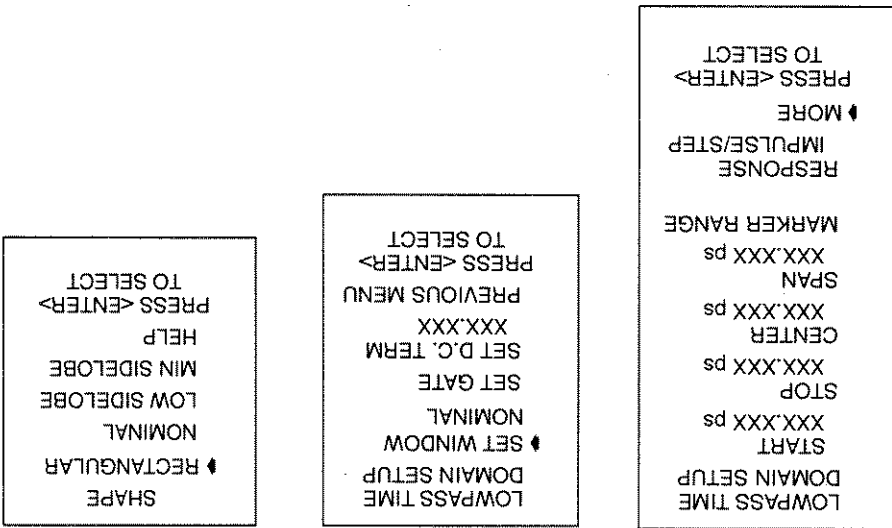 LOWPASS TIME
DOMAIN SETUP
START
XXX.XXX ps
STOP
XXX.XXX ps
CENTER
XXX.XXX ps
SPAN
XXX.XXX ps
MARKER RANGE
RESPONSE
IMPULSE/STEP
♦ MORE
PRESS <ENTER>
TO SELECT
LOWPASS TIME
DOMAIN SETUP
♦ SET WINDOW
NOMINAL
SET GATE
SET D.C. TERM
XXX.XXX
PREVIOUS MENU
PRESS <ENTER>
TO SELECT
SHAPE
♦ RECTANGULAR
NOMINAL
LOW SIDELOBE
MIN SIDELOBE
HELP
PRESS <ENTER>
TO SELECT